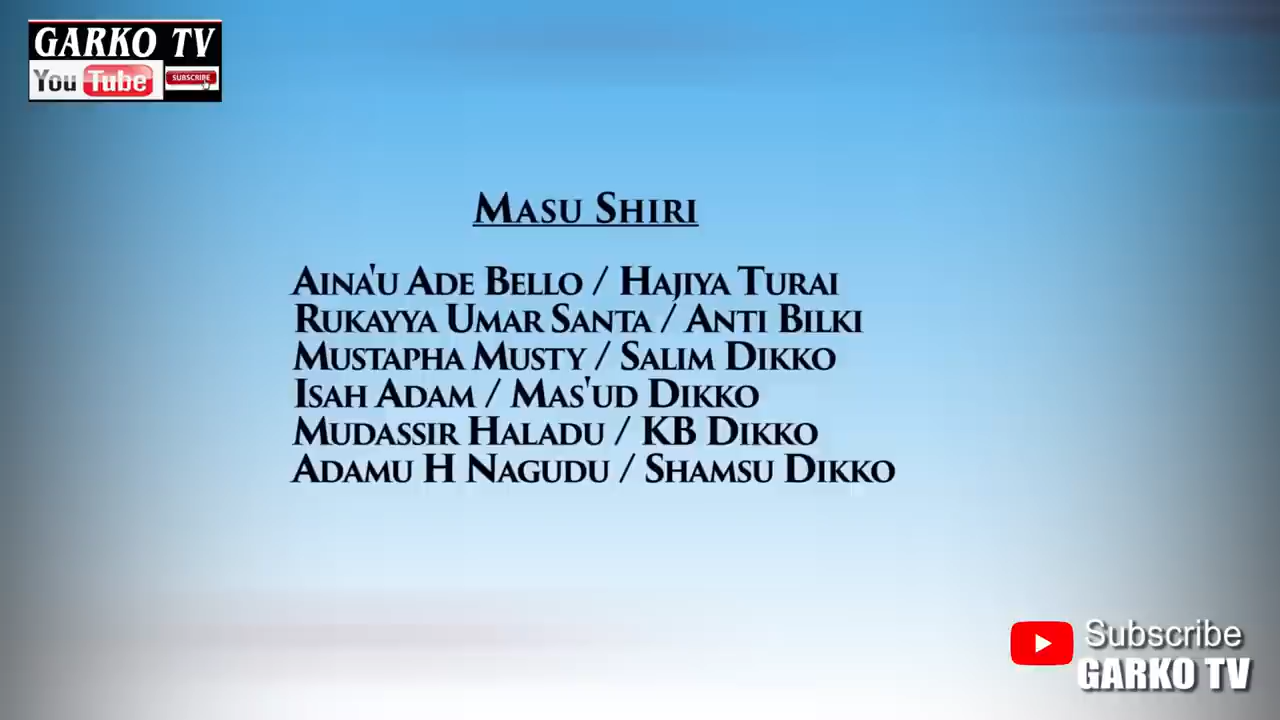 GARKO TV
You Tube
SUBSCRIBE
MASU SHIRI
AINA'U ADE BELLO / HAJIYA TURAI
RUKAYYA UMAR SANTA / ANTI BILKI
MUSTAPHA MUSTY / SALIM DIKKO
ISAH ADAM / MAS'UD DIKKO
MUDASSIR HALADU / KB DIKKO
ADAMU H NAGUDU / SHAMSU DIKKO
Subscribe
GARKO TV